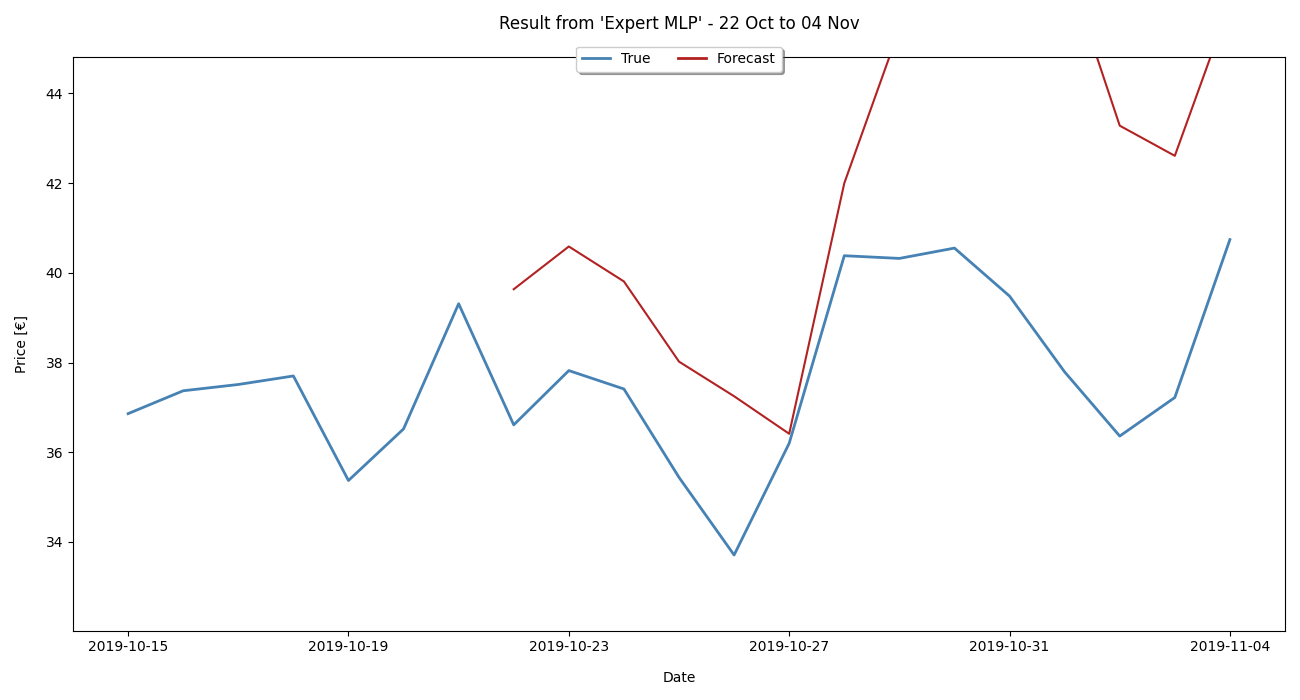 Result from 'Expert MLP' - 22 Oct to 04 Nov
True Forecast
44
42
40
38
36
34
Price [€]
2019-10-15 2019-10-19 2019-10-23 2019-10-27 2019-10-31 2019-11-04
Date